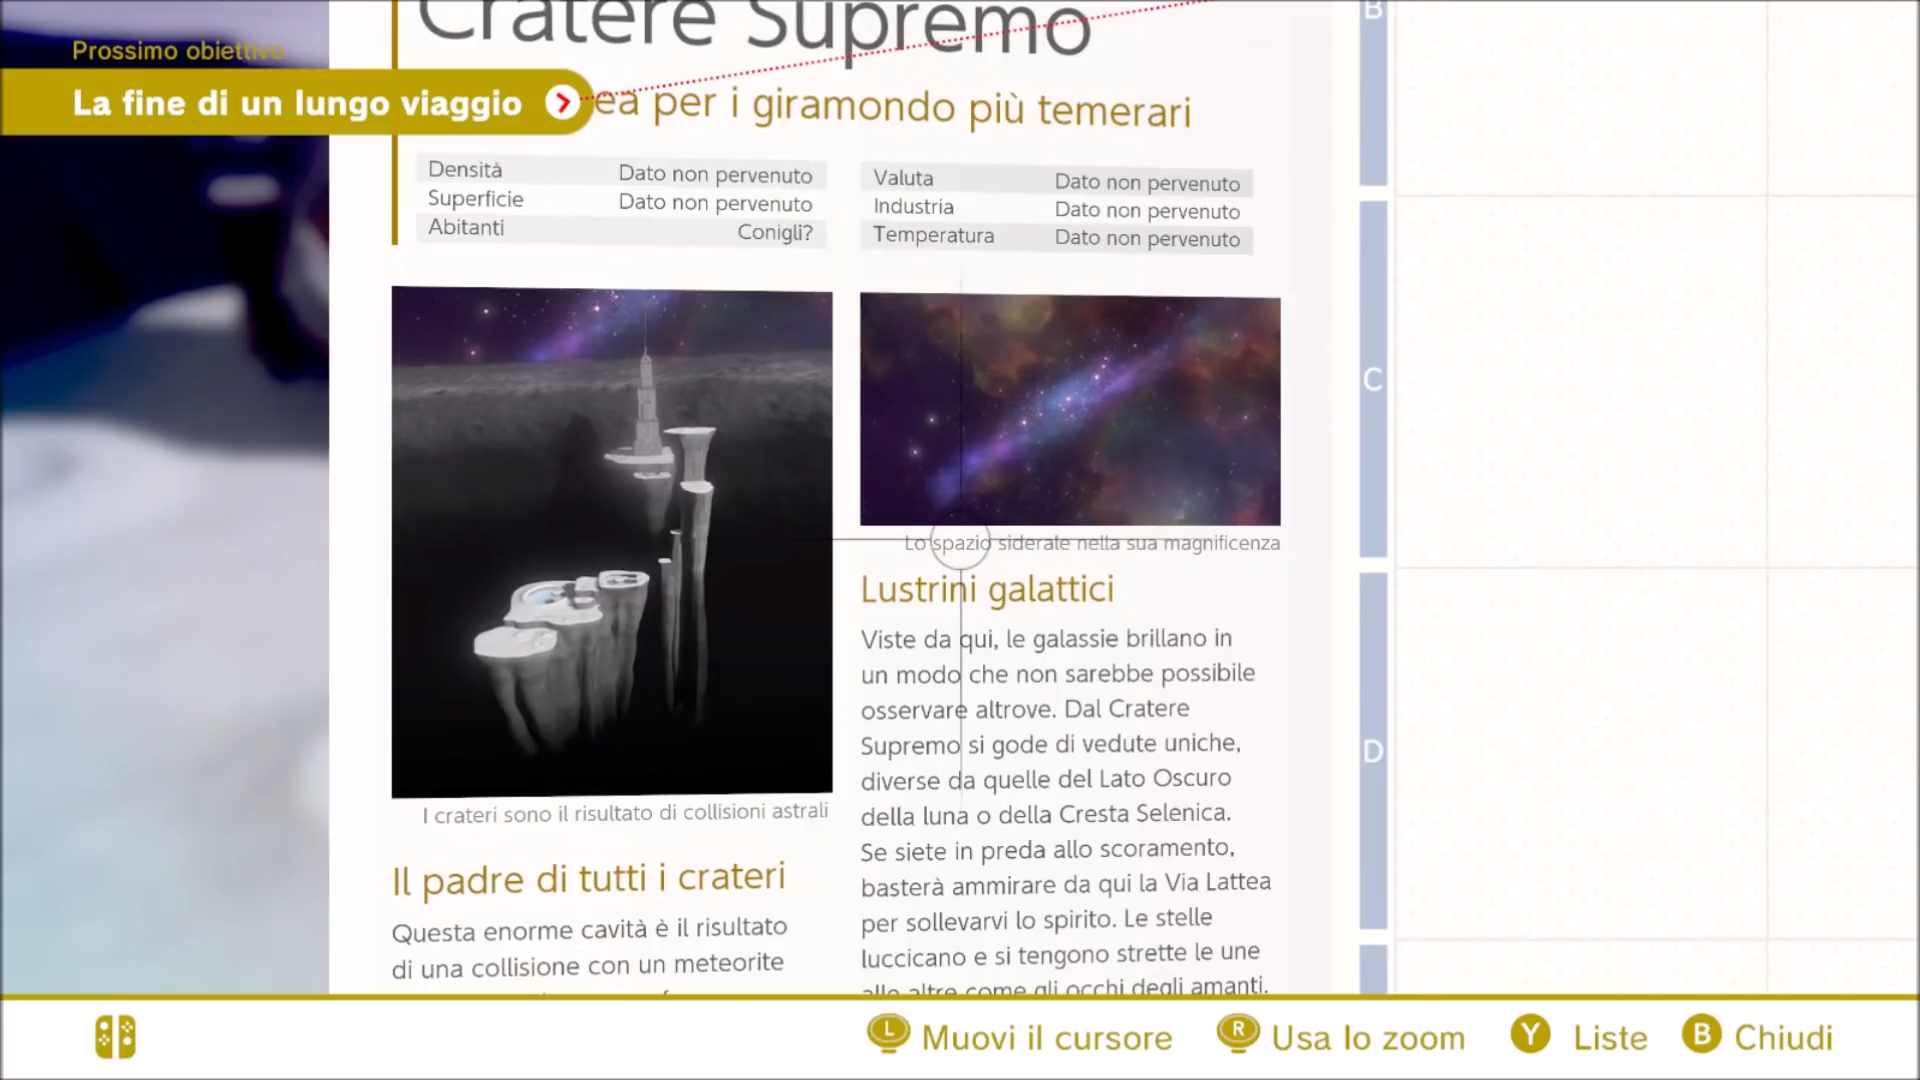 Cratere Supremo
Prossimo obiettivo
La fine di un lungo viaggio
ea per i giramondo più temerari
Densità Dato non pervenuto
Superficie Dato non pervenuto
Abitanti Conigli?
Valuta Dato non pervenuto
Industria Dato non pervenuto
Temperatura Dato non pervenuto
I crateri sono il risultato di collisioni astrali
Il padre di tutti i crateri
Questa enorme cavità è il risultato
di una collisione con un meteorite
Lo spazio siderale nella sua magnificenza
Lustrini galattici
Viste da qui, le galassie brillano in
un modo che non sarebbe possibile
osservare altrove. Dal Cratere
Supremo si gode di vedute uniche,
diverse da quelle del Lato Oscuro
della luna o della Cresta Selenica.
Se siete in preda allo scoramento,
basterà ammirare da qui la Via Lattea
per sollevarvi lo spirito. Le stelle
luccicano e si tengono strette le une
alle altre come gli occhi degli amanti.
B
C
D
L Muovi il cursore
R Usa lo zoom
Y Liste
B Chiudi